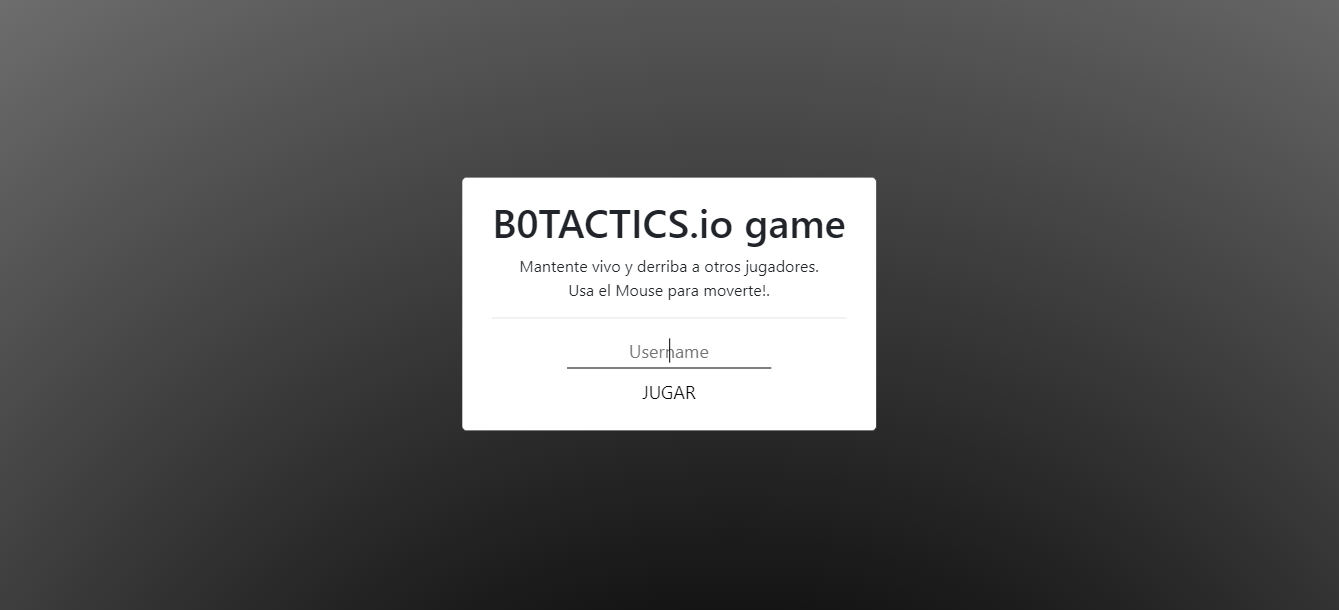 B0TACTICS.io game
Mantente vivo y derriba a otros jugadores.
Usa el Mouse para moverte!.
Username
JUGAR